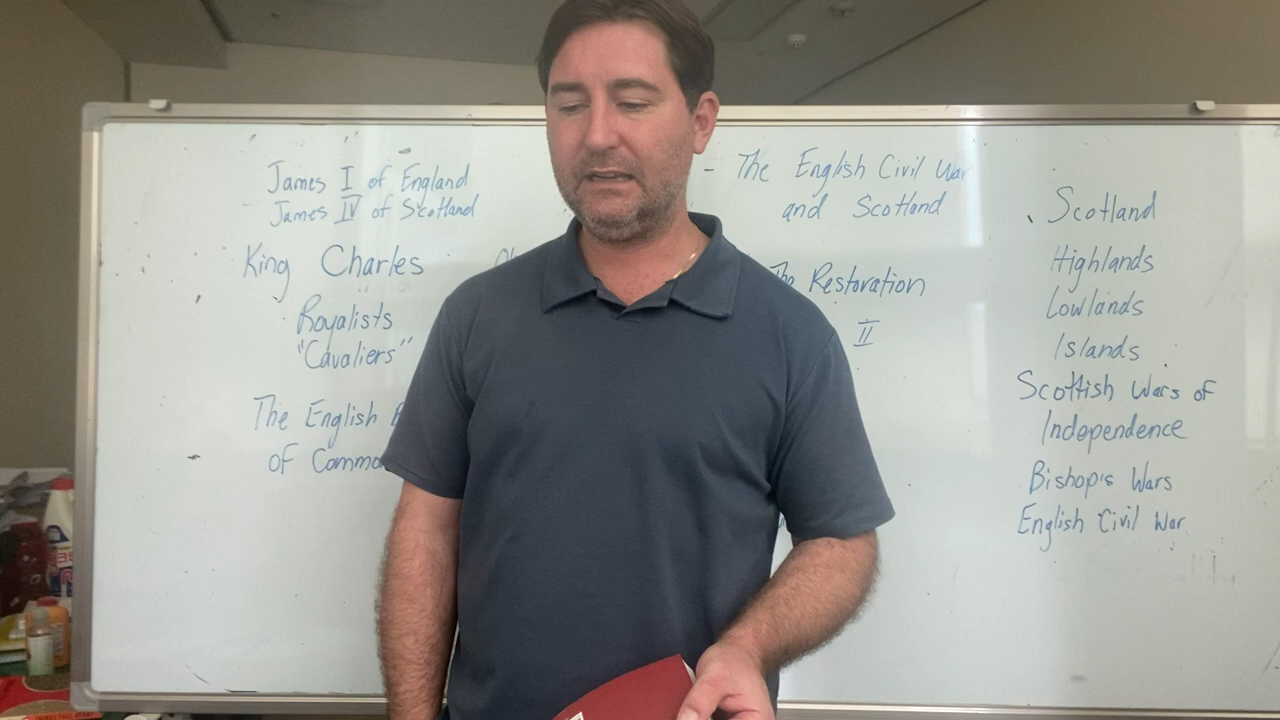 James I of England
James IV of Scotland
King Charles
Royalists
"Cavaliers"
The English
of
- The English Civil War
and Scotland
The Restoration
II
Scotland
Highlands
Lowlands
Islands
Scottish Wars of
Independence
Bishop's Wars
English Civil War